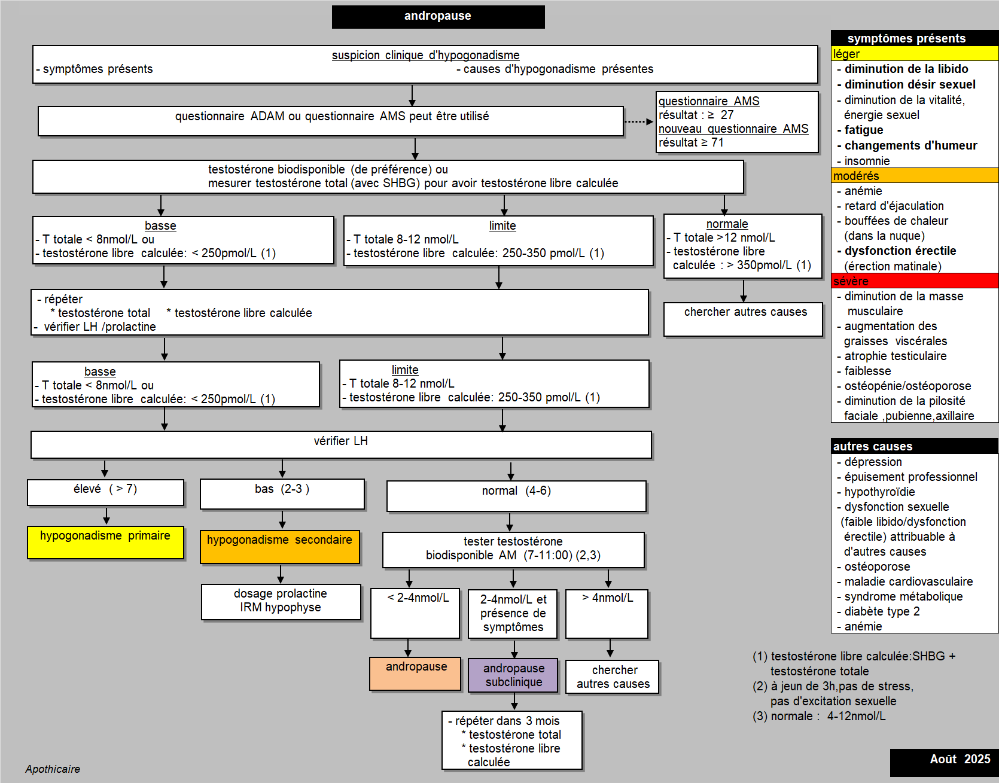 andropause
suspicion clinique d'hypogonadisme
- symptômes présents
- causes d'hypogonadisme présentes
questionnaire ADAM ou questionnaire AMS peut être utilisé
questionnaire AMS
résultat : ≥ 27
nouveau questionnaire AMS
résultat ≥ 71
testostérone biodisponible (de préférence) ou
mesurer testostérone total (avec SHBG) pour avoir testostérone libre calculée
basse
- T totale < 8nmol/L ou
- testostérone libre calculée: < 250pmol/L (1)
limite
- T totale 8-12 nmol/L
- testostérone libre calculée: 250-350 pmol/L (1)
normale
- T totale >12 nmol/L
- testostérone libre
calculée : > 350pmol/L (1)
chercher autres causes
- répéter
* testostérone total * testostérone libre calculée
- vérifier LH /prolactine
basse
- T totale < 8nmol/L ou
- testostérone libre calculée: < 250pmol/L (1)
limite
- T totale 8-12 nmol/L
- testostérone libre calculée: 250-350 pmol/L (1)
vérifier LH
élevé ( > 7)
bas (2-3 )
normal (4-6)
hypogonadisme primaire
hypogonadisme secondaire
dosage prolactine
IRM hypophyse
tester testostérone
biodisponible AM (7-11:00) (2,3)
< 2-4nmol/L
2-4nmol/L et
présence de
symptômes
> 4nmol/L
andropause
andropause
subclinique
chercher
autres causes
- répéter dans 3 mois
* testostérone total
* testostérone libre
calculée
symptômes présents
léger
- diminution de la libido
- diminution désir sexuel
- diminution de la vitalité,
énergie sexuel
- fatigue
- changements d'humeur
- insomnie
modérés
- anémie
- retard d'éjaculation
- bouffées de chaleur
(dans la nuque)
- dysfonction érectile
(érection matinale)
sévère
- diminution de la masse
musculaire
- augmentation des
graisses viscérales
- atrophie testiculaire
- faiblesse
- ostéopénie/ostéoporose
- diminution de la pilosité
faciale ,pubienne,axillaire
autres causes
- dépression
- épuisement professionnel
- hypothyroïdie
- dysfonction sexuelle
(faible libido/dysfonction
érectile) attribuable à
d'autres causes
- ostéoporose
- maladie cardiovasculaire
- syndrome métabolique
- diabète type 2
- anémie
(1) testostérone libre calculée:SHBG +
testostérone totale
(2) à jeun de 3h,pas de stress,
pas d'excitation sexuelle
(3) normale : 4-12nmol/L
Apothicaire
Août 2025